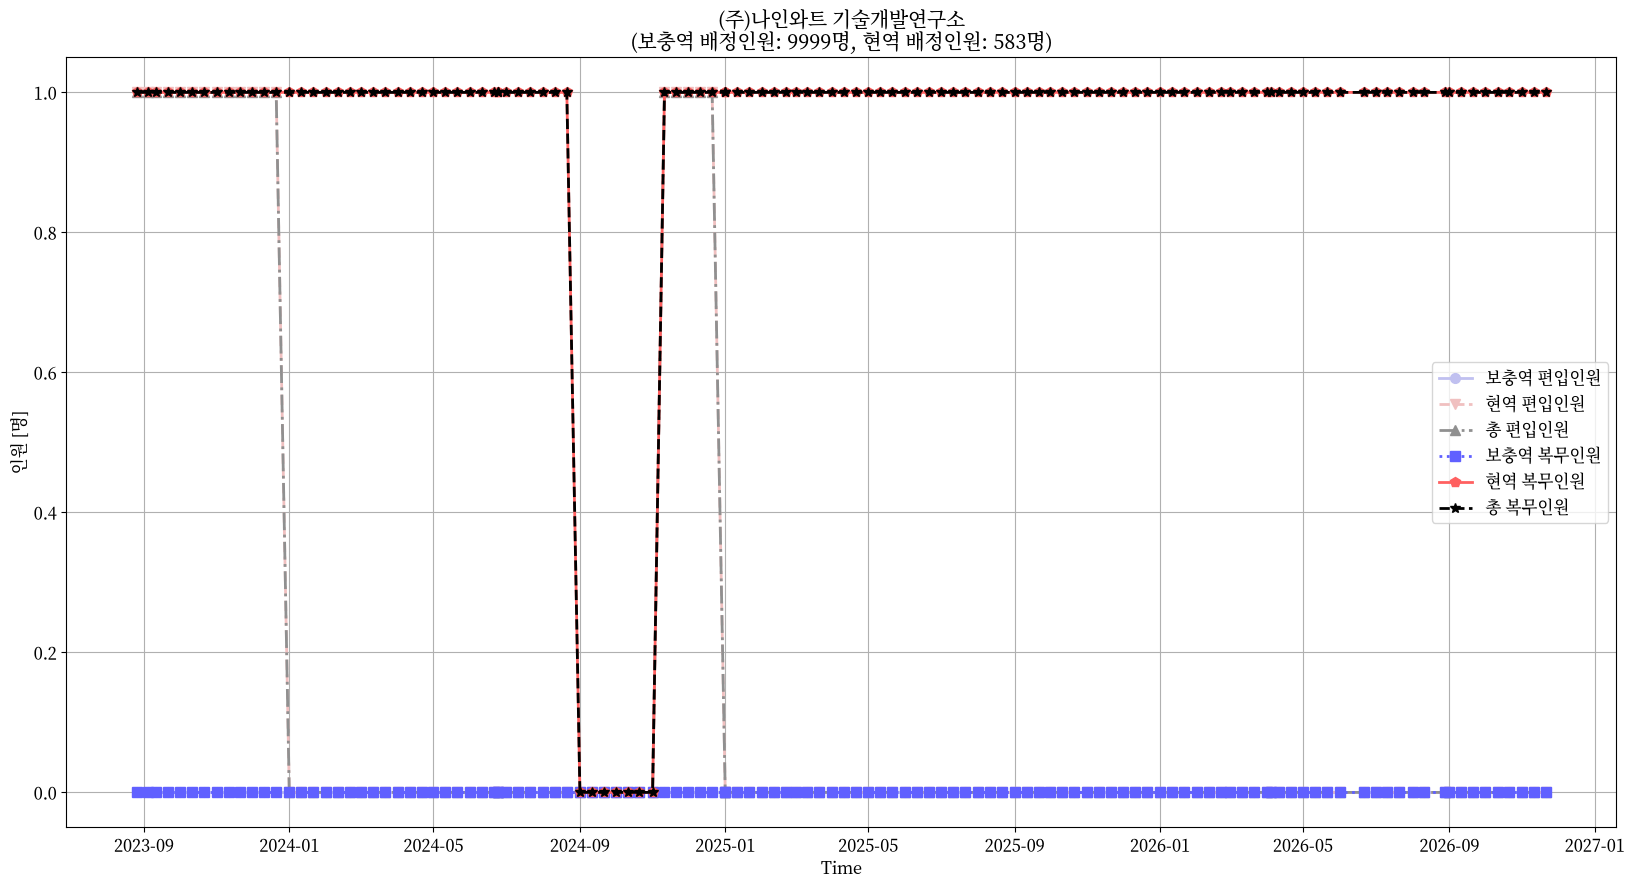 (주)나인와트 기술개발연구소
(보충역 배정인원: 9999명, 현역 배정인원: 583명)
1.0
0.8
0.6
0.4
0.2
0.0
인원 [명]
보충역 편입인원
현역 편입인원
총 편입인원
보충역 복무인원
현역 복무인원
총 복무인원
2023-09
2024-01
2024-05
2024-09
2025-01
2025-05
2025-09
2026-01
2026-05
2026-09
2027-01
Time